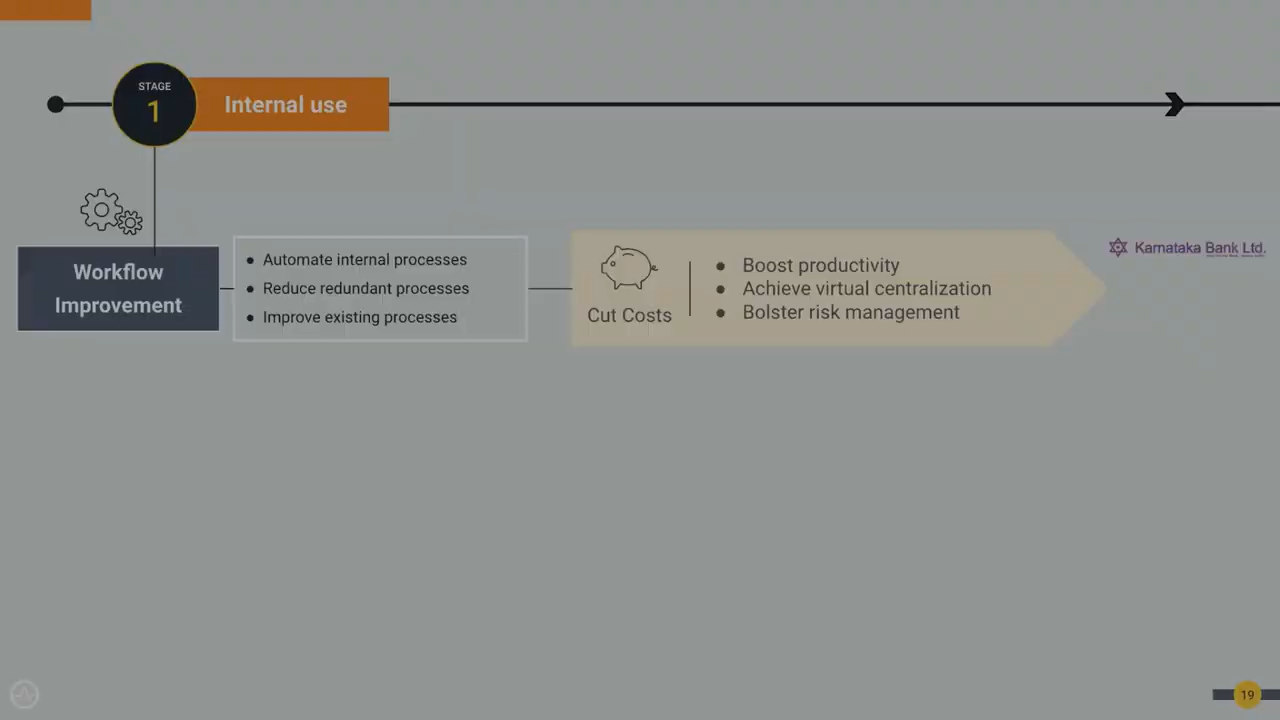 STAGE
1
Internal use
Workflow
Improvement
● Automate internal processes
● Reduce redundant processes
● Improve existing processes
Cut Costs
● Boost productivity
● Achieve virtual centralization
● Bolster risk management
Karnataka Bank Ltd.
19